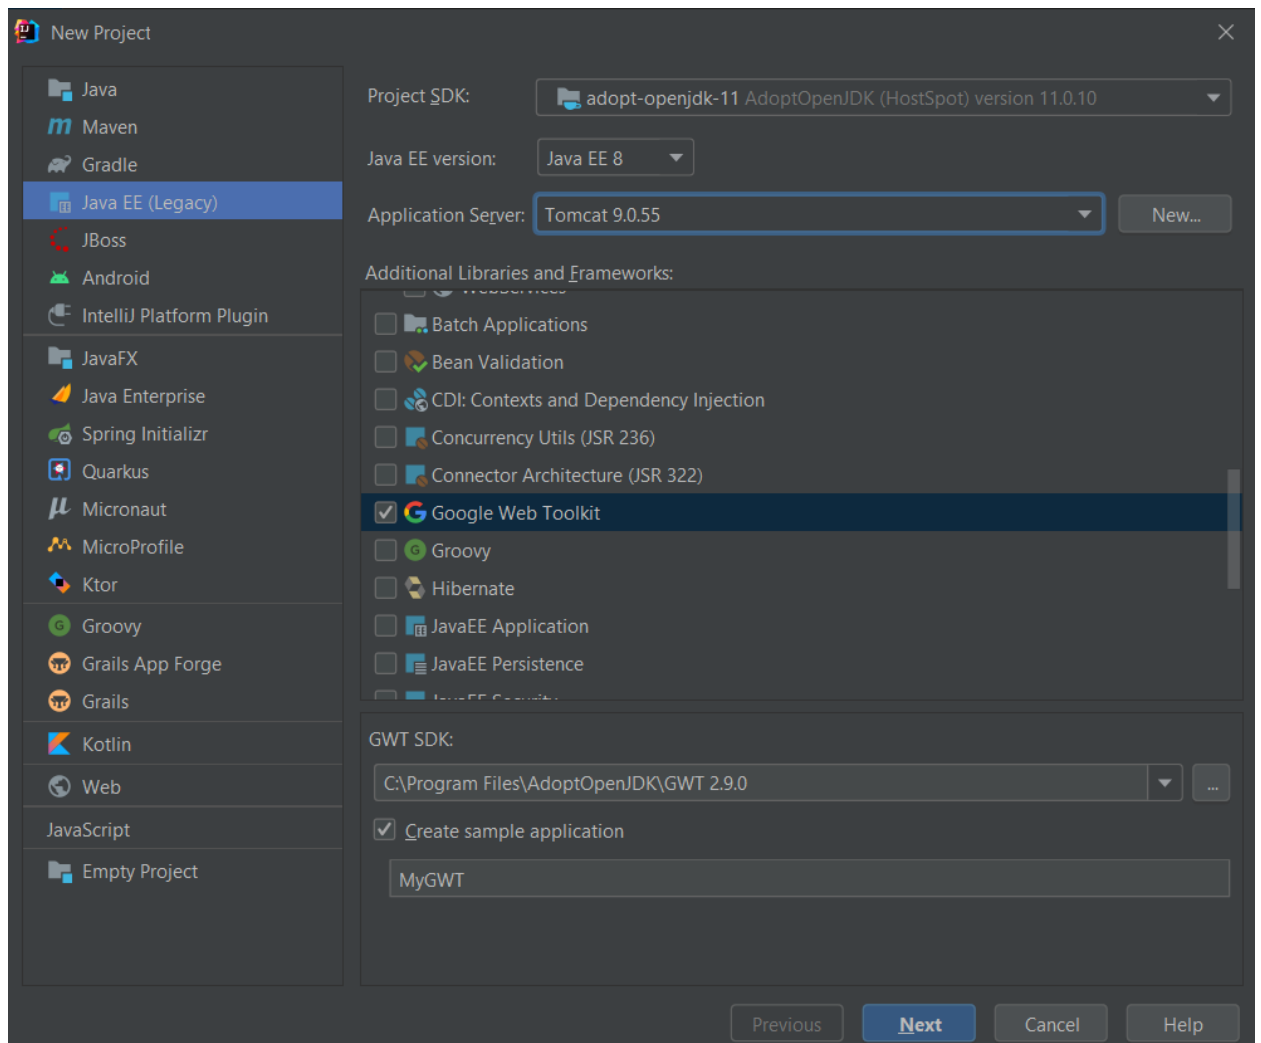 New Project
Java
Maven
Gradle
Java EE (Legacy)
JBoss
Android
IntelliJ Platform Plugin
JavaFX
Java Enterprise
Spring Initializr
Quarkus
Micronaut
MicroProfile
Ktor
Groovy
Grails App Forge
Grails
Kotlin
Web
JavaScript
Empty Project
Project SDK: adopt-openjdk-11 AdoptOpenJDK (HostSpot) version 11.0.10
Java EE version: Java EE 8
Application Server: Tomcat 9.0.55 New...
Additional Libraries and Frameworks:
WebServices
Batch Applications
Bean Validation
CDI: Contexts and Dependency Injection
Concurrency Utils (JSR 236)
Connector Architecture (JSR 322)
Google Web Toolkit
Groovy
Hibernate
JavaEE Application
JavaEE Persistence
JavaEE Security
GWT SDK:
C:\Program Files\AdoptOpenJDK\GWT 2.9.0 ...
Create sample application
MyGWT
Previous Next Cancel Help